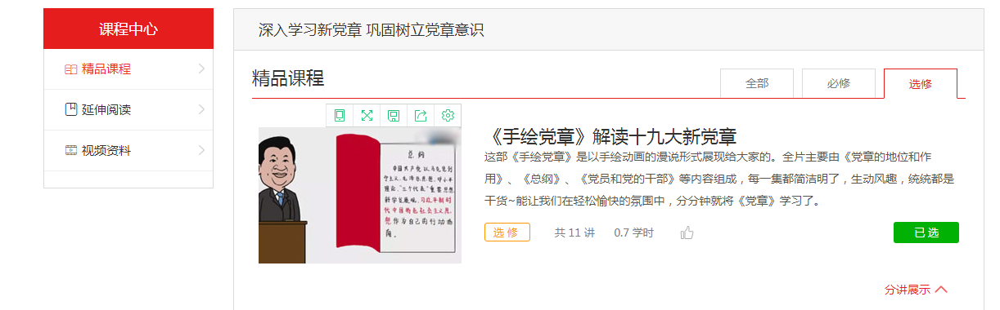 课程中心
精品课程
延伸阅读
视频资料
深入学习新党章 巩固树立党章意识
精品课程
全部
必修
选修
总 纲
中国共产党以马克思列
宁主义、毛泽东思想、邓小平
理论、“三个代表”重要思想
科学发展观、习近平新时
代中国特色社会主义思
想作为自己的行动指
南。
《手绘党章》解读十九大新党章
这部《手绘党章》是以手绘动画的漫说形式展现给大家的。全片主要由《党章的地位和作
用》、《总纲》、《党员和党的干部》等内容组成，每一集都简洁明了，生动风趣，统统都是
干货~能让我们在轻松愉快的氛围中，分分钟就将《党章》学习了。
选 修
共 11 讲
0.7 学时
已 选
分讲展示